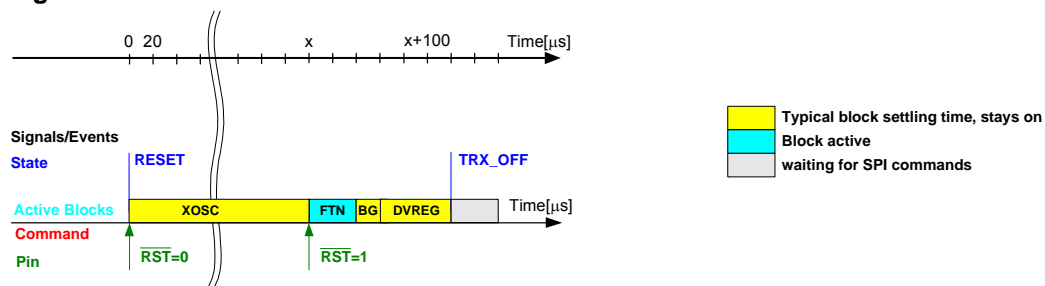 0 20 x x+100 Time[μs]
Signals/Events
State RESET TRX_OFF
Active Blocks XOSC FTN BG DVREG Time[μs]
Command
Pin RST=0 RST=1
Typical block settling time, stays on
Block active
waiting for SPI commands